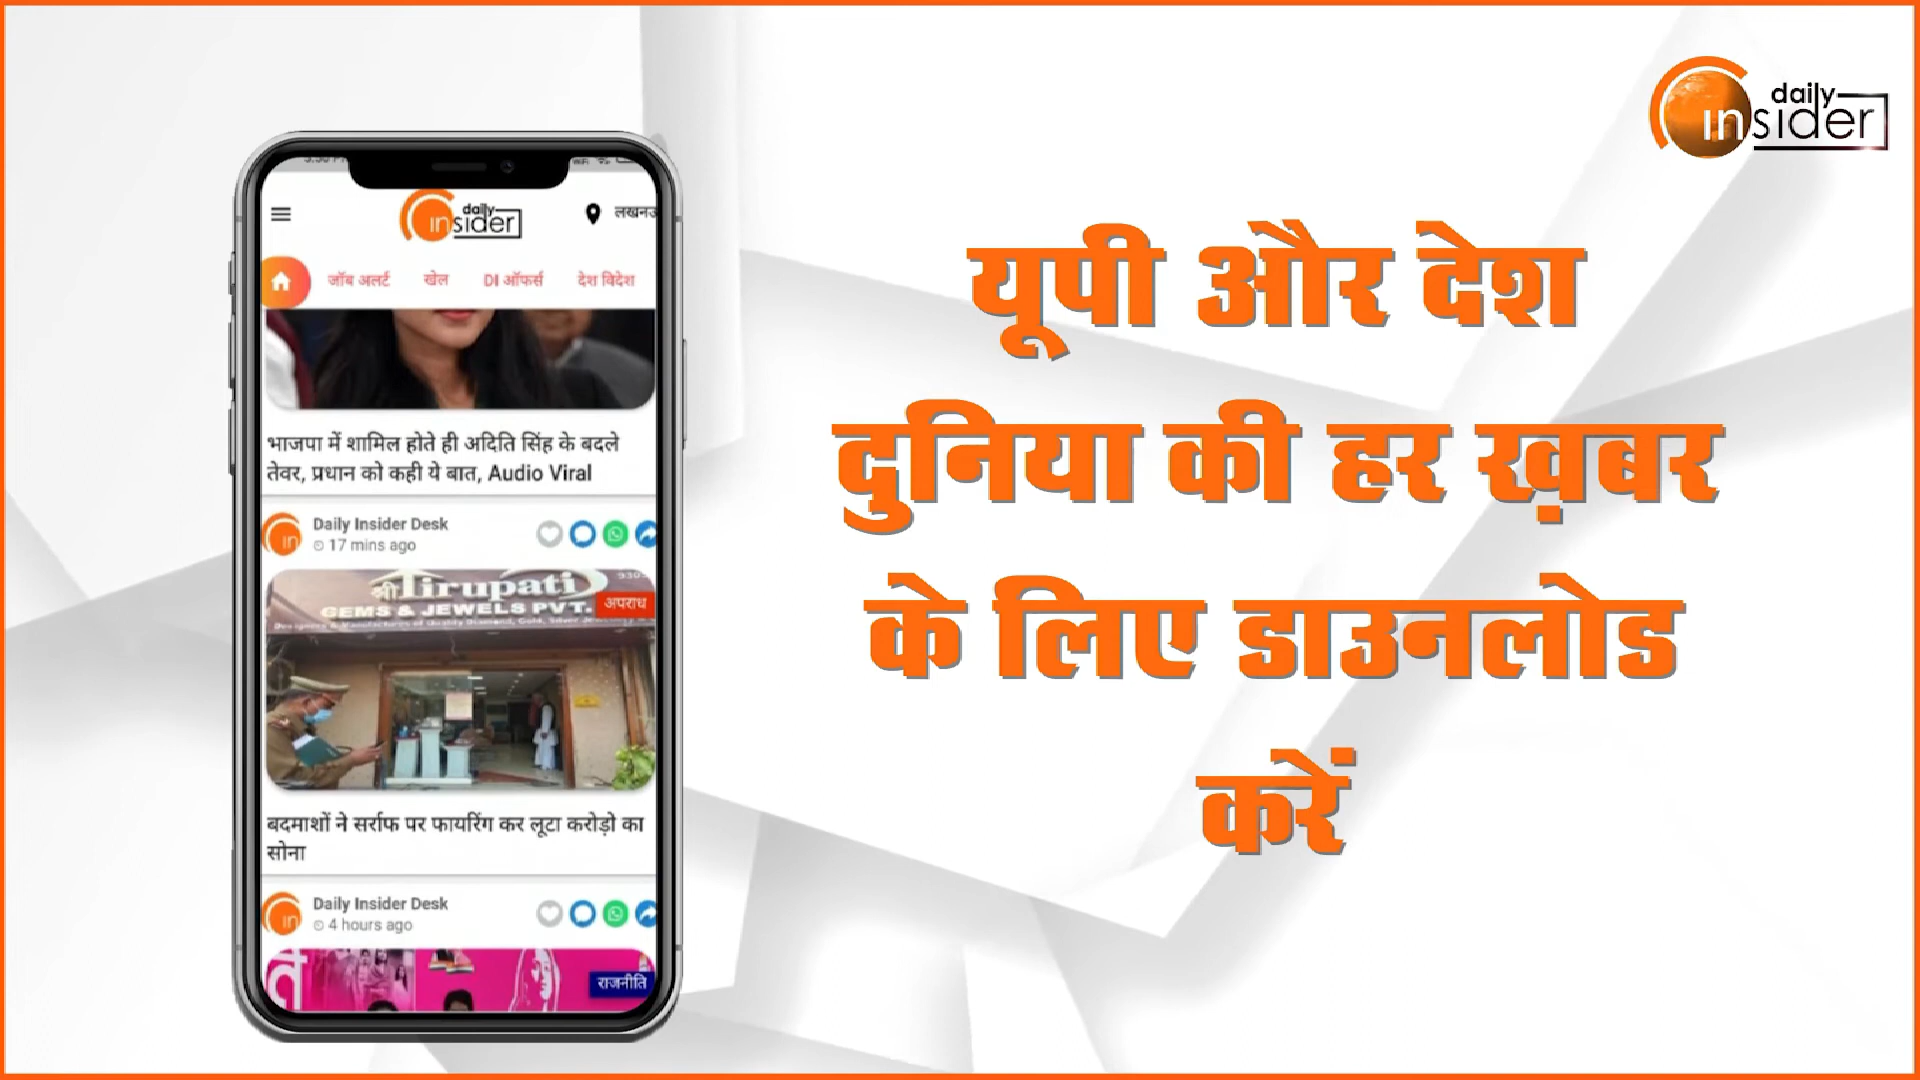 daily
insider
यूपी और देश
दुनिया की हर ख़बर
के लिए डाउनलोड
करें
daily
insider
जॉब अलर्ट खेल DI ऑफर्स देश विदेश
भाजपा में शामिल होते ही अदिति सिंह के बदले
तेवर, प्रधान को कही ये बात, Audio Viral
Daily Insider Desk
17 mins ago
श्री Tirupati
GEMS & JEWELS PVT.
अपराध
बदमाशों ने सर्राफ पर फायरिंग कर लूटा करोड़ो का
सोना
Daily Insider Desk
4 hours ago
राजनीति